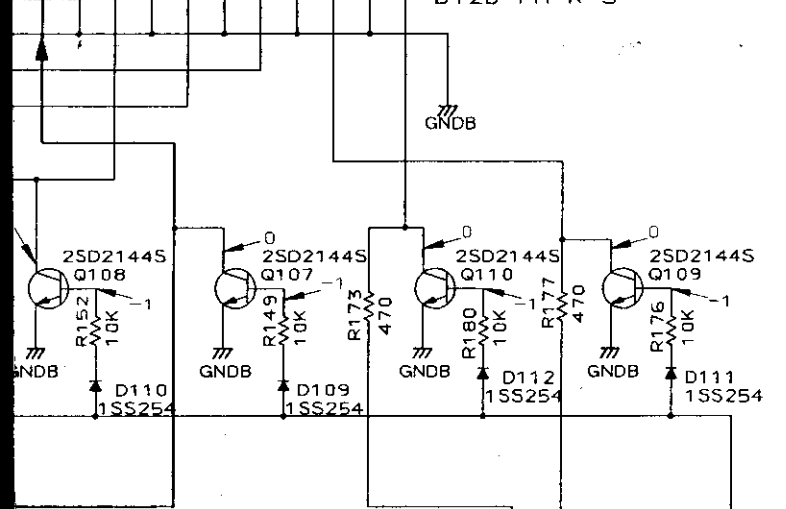 GNDB
0
0
0
2SD2144S
2SD2144S
2SD2144S
2SD2144S
Q108
Q107
Q110
Q109
-1
-1
-1
-1
R152
10K
R149
10K
R173
470
R180
10K
R177
470
R176
10K
GNDB
GNDB
GNDB
D110
1SS254
D109
1SS254
D112
1SS254
D111
1SS254